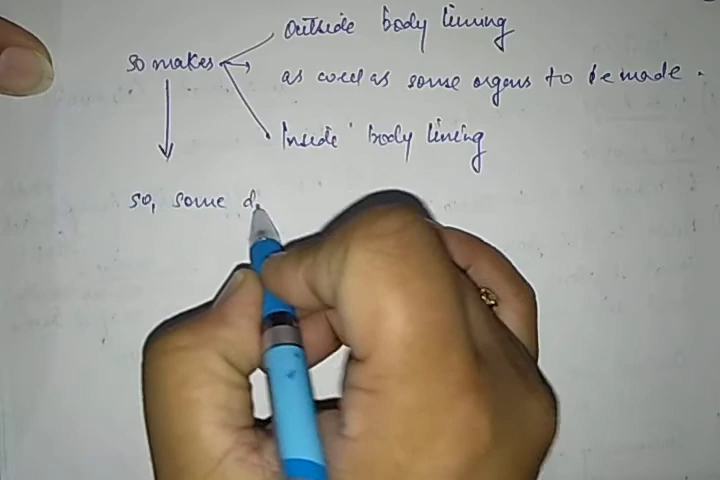 outside body lining
so makes
as well as some organs to be made.
Inside body lining
so, some d